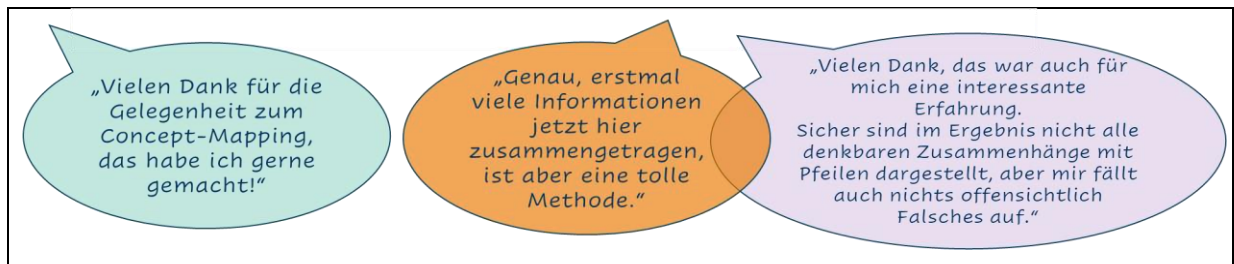 „Vielen Dank für die
Gelegenheit zum
Concept-Mapping,
das habe ich gerne
gemacht!“
„Genau, erstmal
viele Informationen
jetzt hier
zusammengetragen,
ist aber eine tolle
Methode.“
„Vielen Dank, das war auch für
mich eine interessante
Erfahrung.
Sicher sind im Ergebnis nicht alle
denkbaren Zusammenhänge mit
Pfeilen dargestellt, aber mir fällt
auch nichts offensichtlich
Falsches auf.“